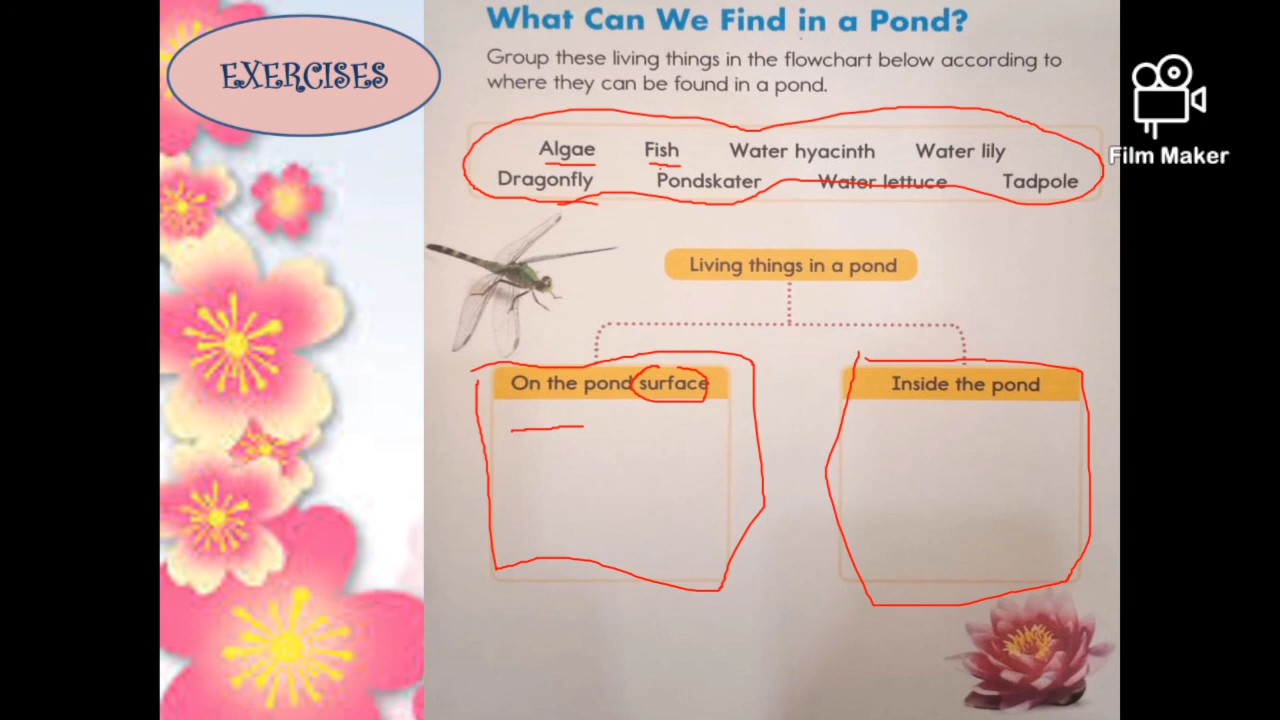 EXERCISES
What Can We Find in a Pond?
Group these living things in the flowchart below according to
where they can be found in a pond.
Algae Fish Water hyacinth Water lily
Dragonfly Pondskater Water lettuce Tadpole
Living things in a pond
On the pond surface
Inside the pond
Film Maker